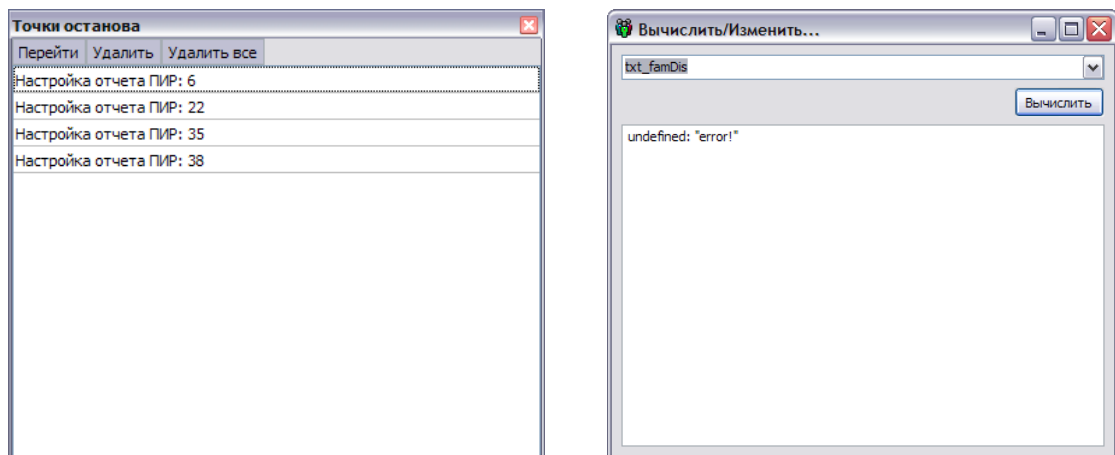 Точки останова
Перейти Удалить Удалить все
Настройка отчета ПИР: 6
Настройка отчета ПИР: 22
Настройка отчета ПИР: 35
Настройка отчета ПИР: 38
Вычислить/Изменить...
txt_famDis
Вычислить
undefined: "error!"